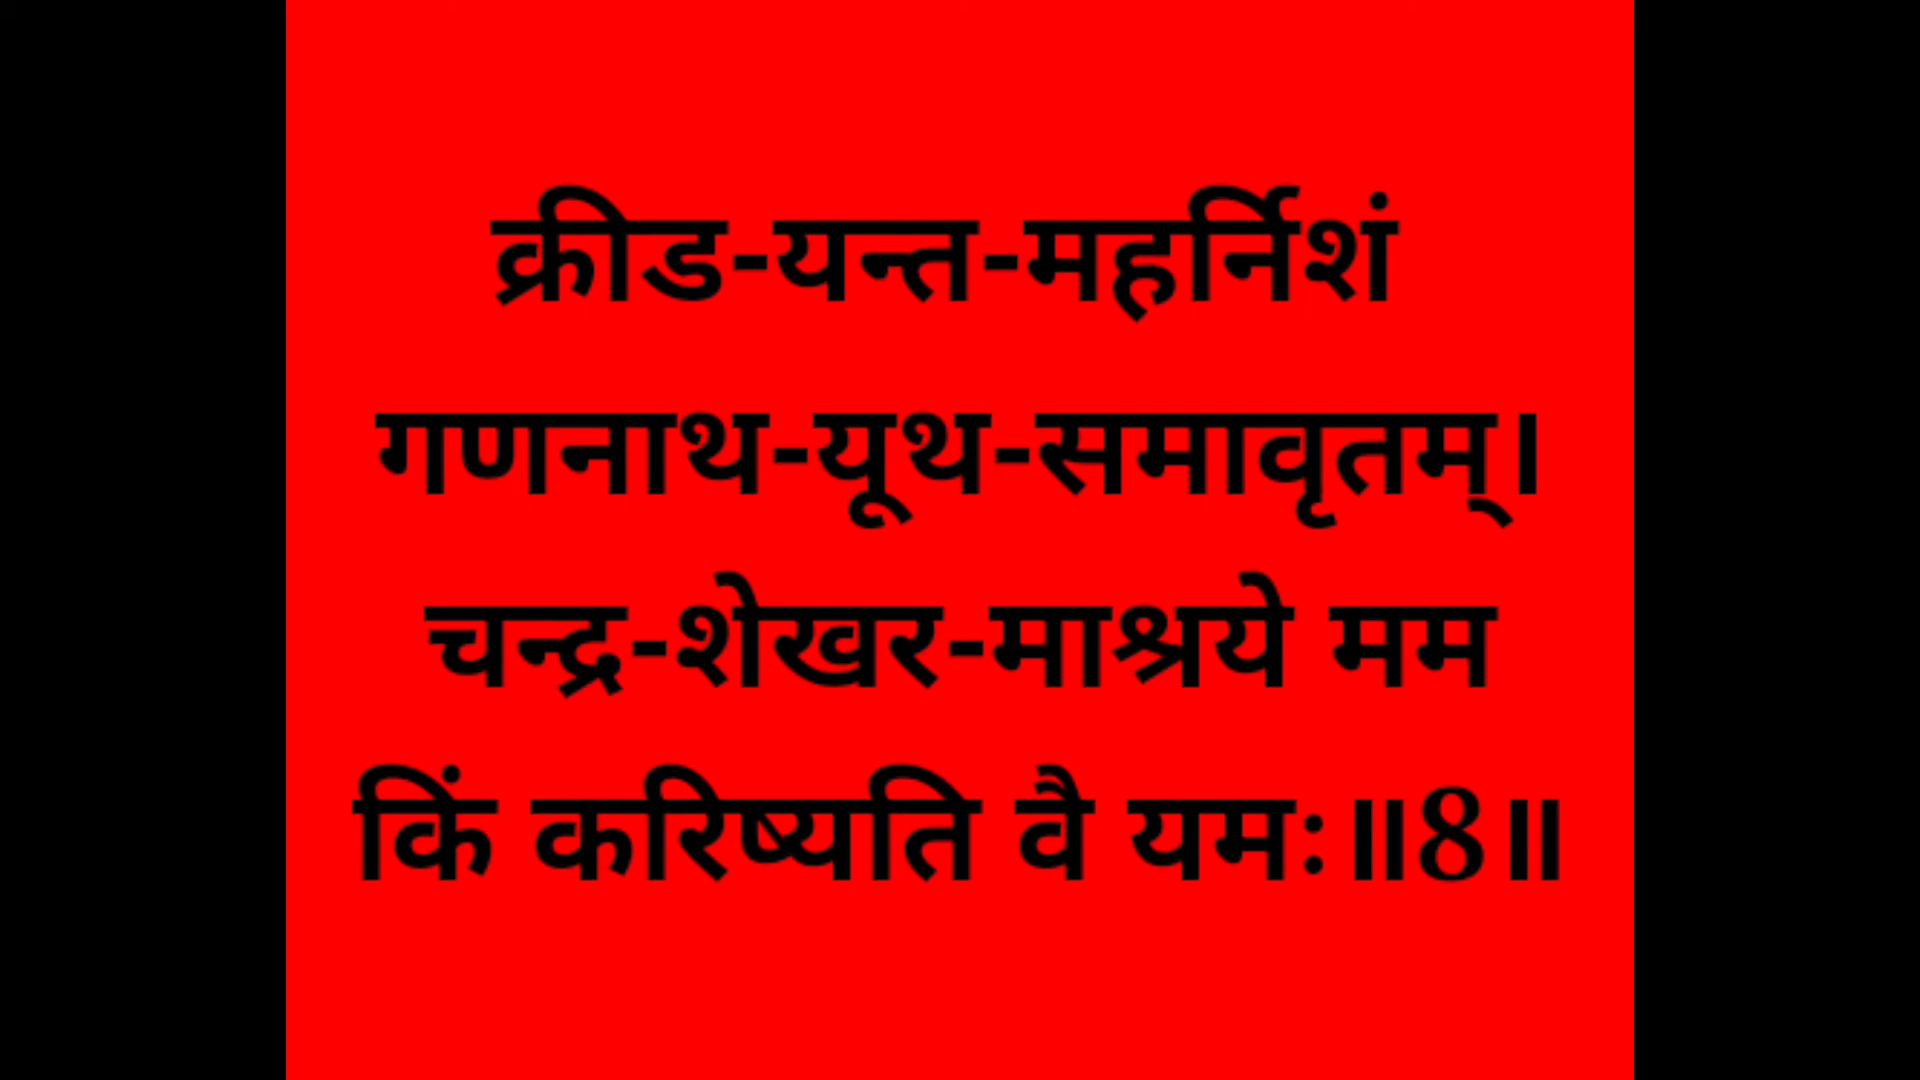 क्रीड-यन्त-महर्निशं
गणनाथ-यूथ-समावृतम्।
चन्द्र-शेखर-माश्रये मम
किं करिष्यति वै यमः॥8॥